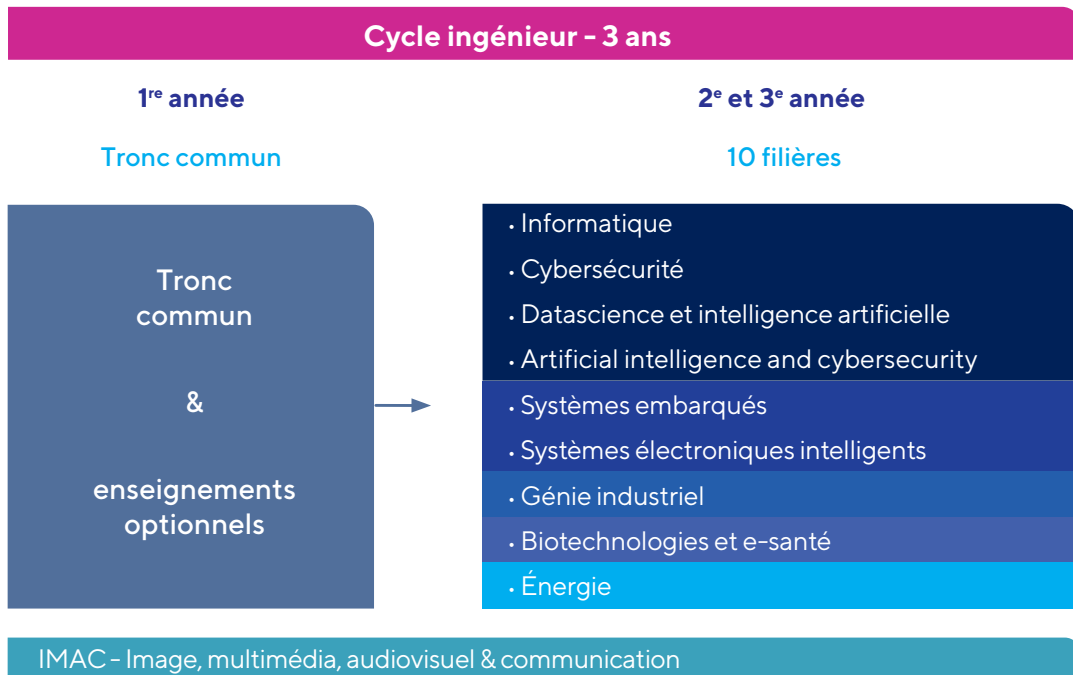 Cycle ingénieur – 3 ans
1re année
Tronc commun
2e et 3e année
10 filières
Tronc
commun
&
enseignements
optionnels
• Informatique
• Cybersécurité
• Datascience et intelligence artificielle
• Artificial intelligence and cybersecurity
• Systèmes embarqués
• Systèmes électroniques intelligents
• Génie industriel
• Biotechnologies et e-santé
• Énergie
IMAC – Image, multimédia, audiovisuel & communication